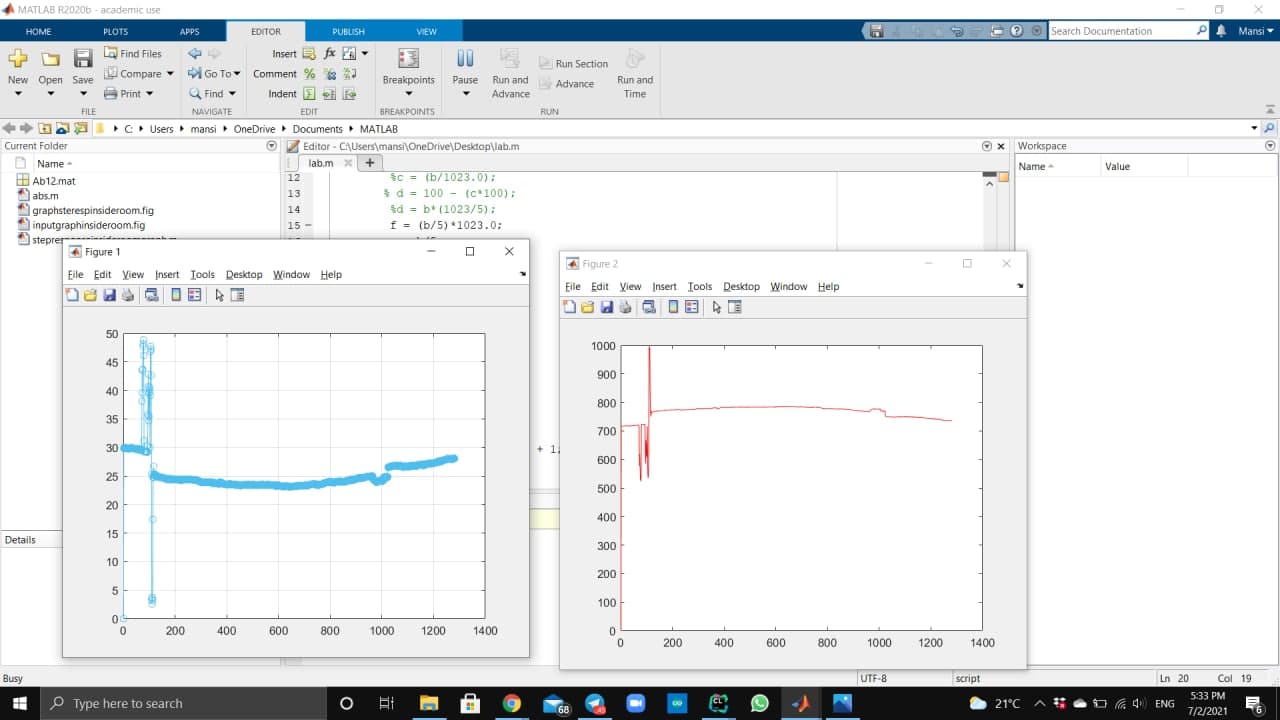 MATLAB R2020b - academic use
HOME PLOTS APPS EDITOR PUBLISH VIEW
Search Documentation Mansi
New Open Save Find Files Compare Print
Go To Find
Insert fx Comment % Indent
Breakpoints
Pause Run and Advance Run Section Advance Run and Time
FILE NAVIGATE EDIT BREAKPOINTS RUN
C: Users mansi OneDrive Documents MATLAB
Current Folder
Name
Ab12.mat
abs.m
graphsterespinsideroom.fig
inputgraphinsideroom.fig
Details
Editor - C:\Users\mansi\OneDrive\Desktop\lab.m
lab.m
12 %c = (b/1023.0);
13 % d = 100 - (c*100);
14 %d = b*(1023/5);
15 – f = (b/5)*1023.0;
+ 1;
Workspace
Name Value
Figure 1
File Edit View Insert Tools Desktop Window Help
50
45
40
35
30
25
20
15
10
5
0
0 200 400 600 800 1000 1200 1400
Figure 2
File Edit View Insert Tools Desktop Window Help
1000
900
800
700
600
500
400
300
200
100
0
0 200 400 600 800 1000 1200 1400
Busy UTF-8 script Ln 20 Col 19
Type here to search
68
21°C ENG 5:33 PM
7/2/2021
6